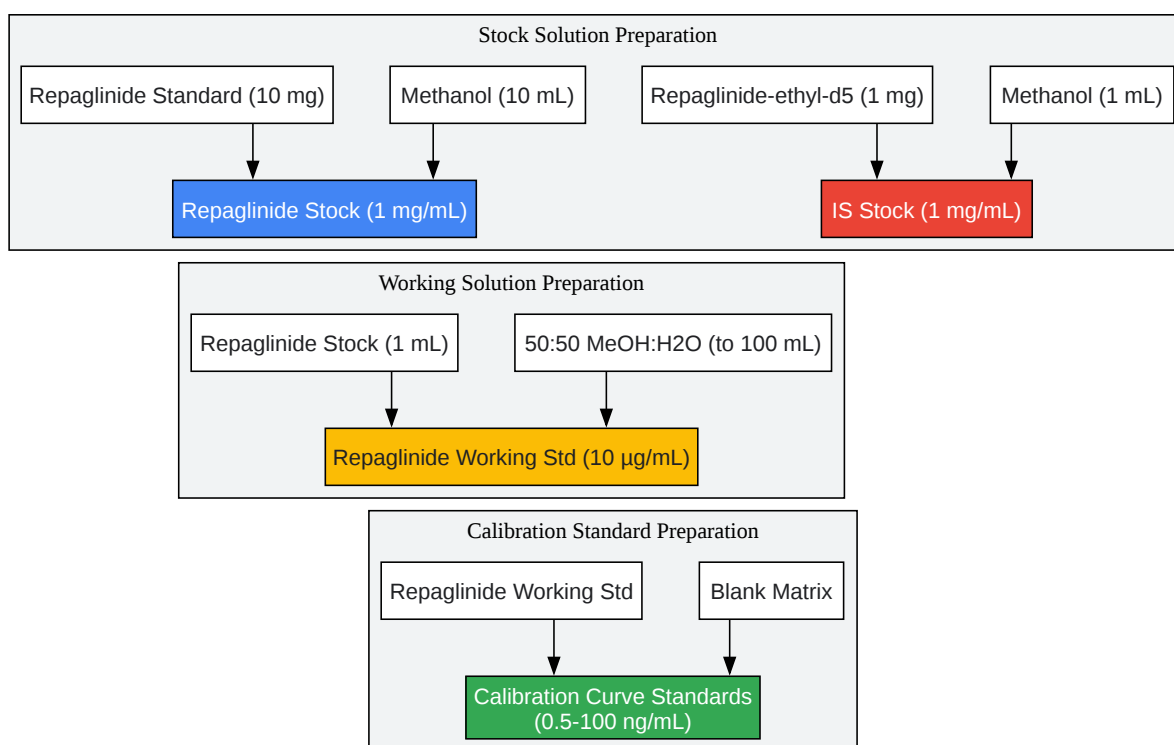 Stock Solution Preparation
Repaglinide Standard (10 mg)
Methanol (10 mL)
Repaglinide-ethyl-d5 (1 mg)
Methanol (1 mL)
Repaglinide Stock (1 mg/mL)
IS Stock (1 mg/mL)
Working Solution Preparation
Repaglinide Stock (1 mL)
50:50 MeOH:H2O (to 100 mL)
Repaglinide Working Std (10 µg/mL)
Calibration Standard Preparation
Repaglinide Working Std
Blank Matrix
Calibration Curve Standards
(0.5-100 ng/mL)